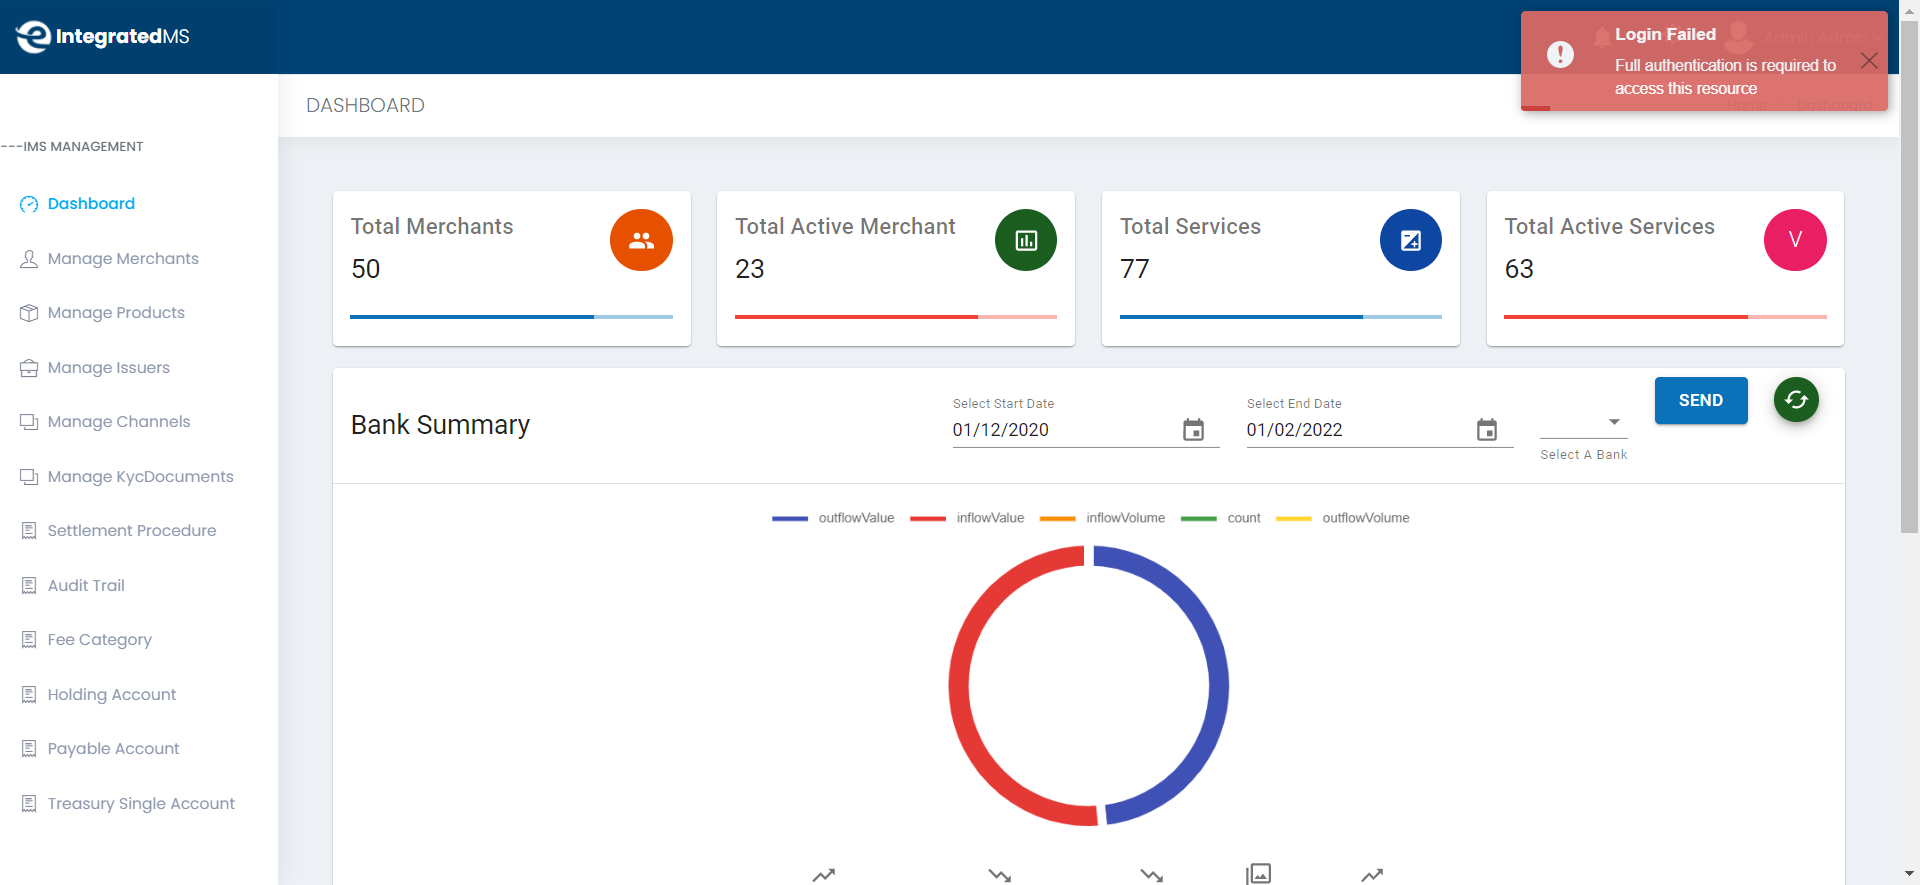 IntegratedMS
Login Failed
Full authentication is required to
access this resource
Admin Admin
Home
Dashboard
DASHBOARD
---IMS MANAGEMENT
Dashboard
Manage Merchants
Manage Products
Manage Issuers
Manage Channels
Manage KycDocuments
Settlement Procedure
Audit Trail
Fee Category
Holding Account
Payable Account
Treasury Single Account
Total Merchants
50
Total Active Merchant
23
Total Services
77
Total Active Services
63
V
Bank Summary
Select Start Date
01/12/2020
Select End Date
01/02/2022
Select A Bank
SEND
outflowValue
inflowValue
inflowVolume
count
outflowVolume